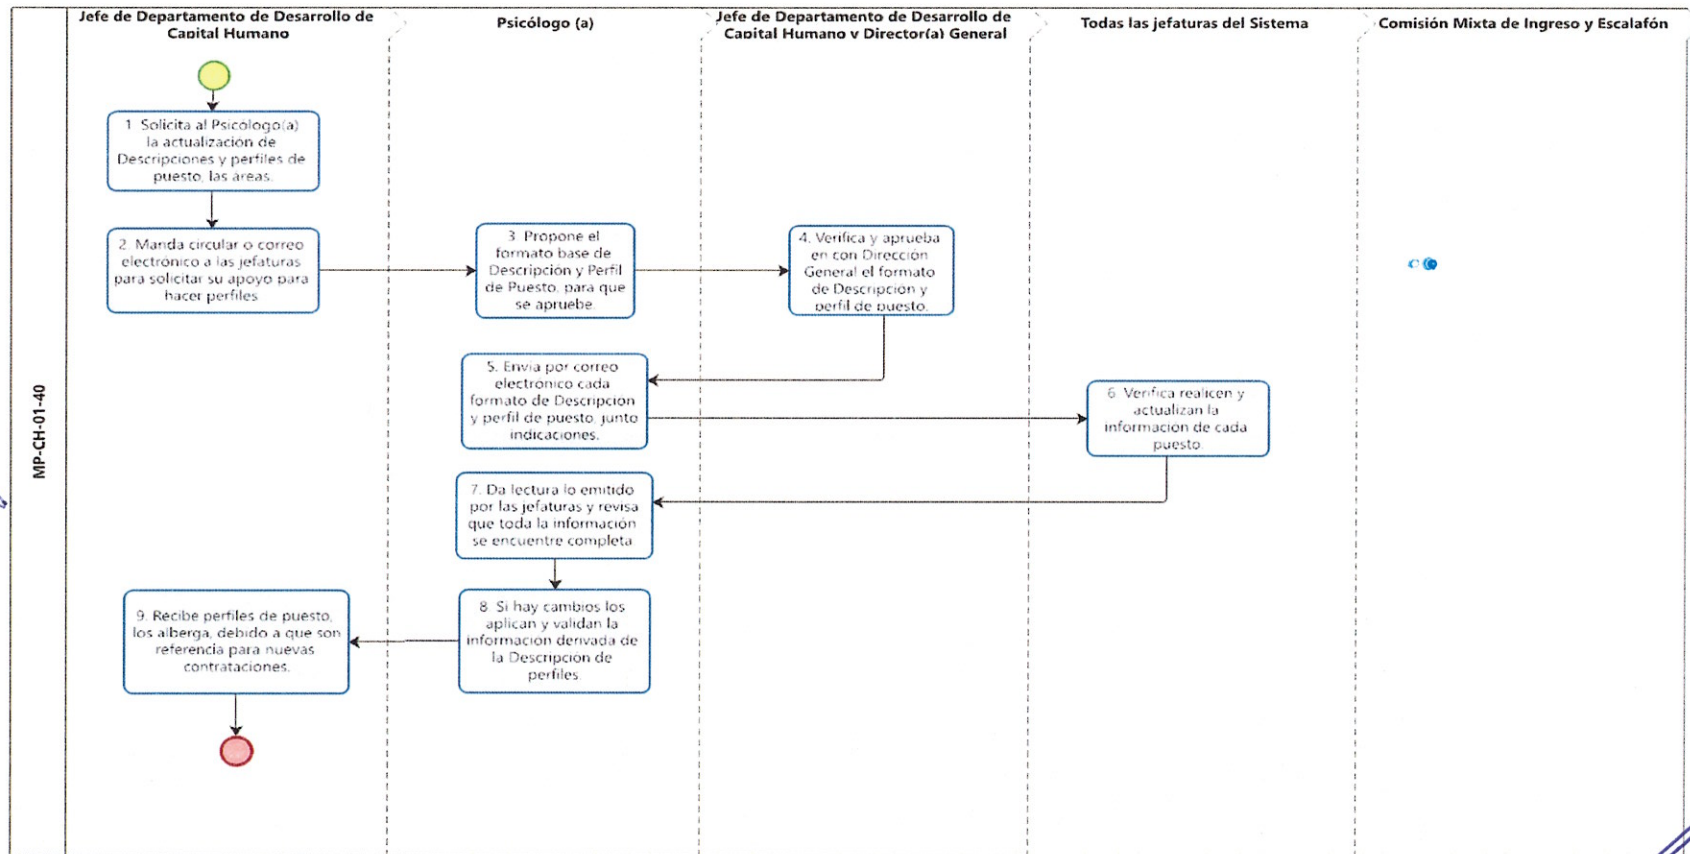 Jefe de Departamento de Desarrollo de
Capital Humano
Psicólogo (a)
Jefe de Departamento de Desarrollo de
Capital Humano y Director(a) General
Todas las jefaturas del Sistema
Comisión Mixta de Ingreso y Escalafón
MP-CH-01-40
1 Solicita al Psicólogo(a)
la actualización de
Descripciones y perfiles de
puesto, las áreas.
2. Manda circular o correo
electrónico a las jefaturas
para solicitar su apoyo para
hacer perfiles
3 Propone el
formato base de
Descripción y Perfil
de Puesto, para que
se apruebe.
4. Verifica y aprueba
en con Dirección
General el formato
de Descripción y
perfil de puesto.
5. Envía por correo
electrónico cada
formato de Descripción
y perfil de puesto, junto
indicaciones.
6 Verifica realicen y
actualizan la
información de cada
puesto.
7. Da lectura lo emitido
por las jefaturas y revisa
que toda la información
se encuentre completa
8 Si hay cambios los
aplican y validan la
información derivada de
la Descripción de
perfiles
9. Recibe perfiles de puesto,
los alberga, debido a que son
referencia para nuevas
contrataciones.